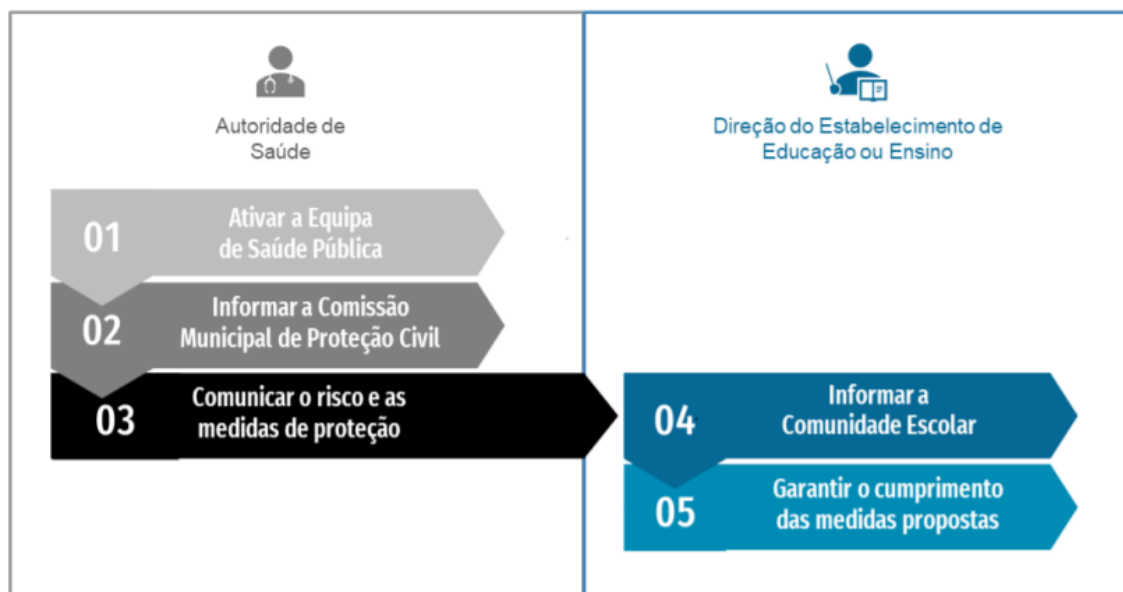 Autoridade de
Saúde
Direção do Estabelecimento de
Educação ou Ensino
01
Ativar a Equipa
de Saúde Pública
02
Informar a Comissão
Municipal de Proteção Civil
03
Comunicar o risco e as
medidas de proteção
04
Informar a
Comunidade Escolar
05
Garantir o cumprimento
das medidas propostas